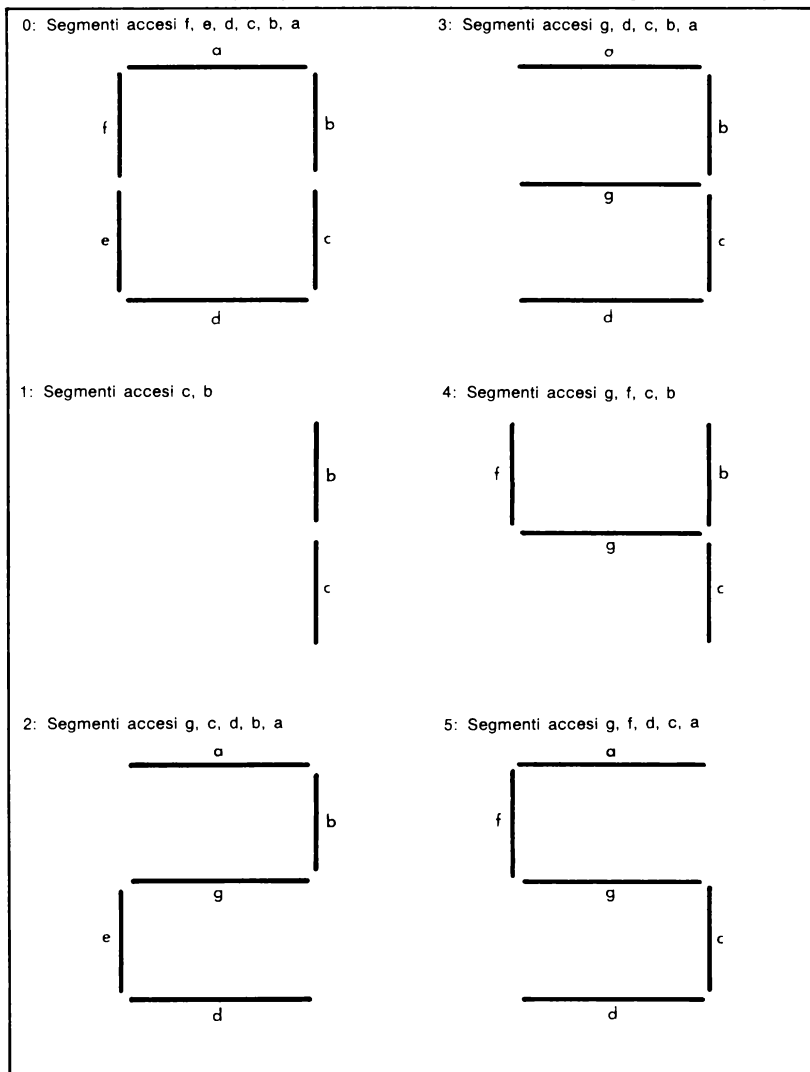 0: Segmenti accesi f, e, d, c, b, a
a
f
b
e
c
d
3: Segmenti accesi g, d, c, b, a
a
b
g
c
d
1: Segmenti accesi c, b
b
c
4: Segmenti accesi g, f, c, b
f
b
g
c
2: Segmenti accesi g, c, d, b, a
a
b
g
e
d
5: Segmenti accesi g, f, d, c, a
a
f
g
c
d